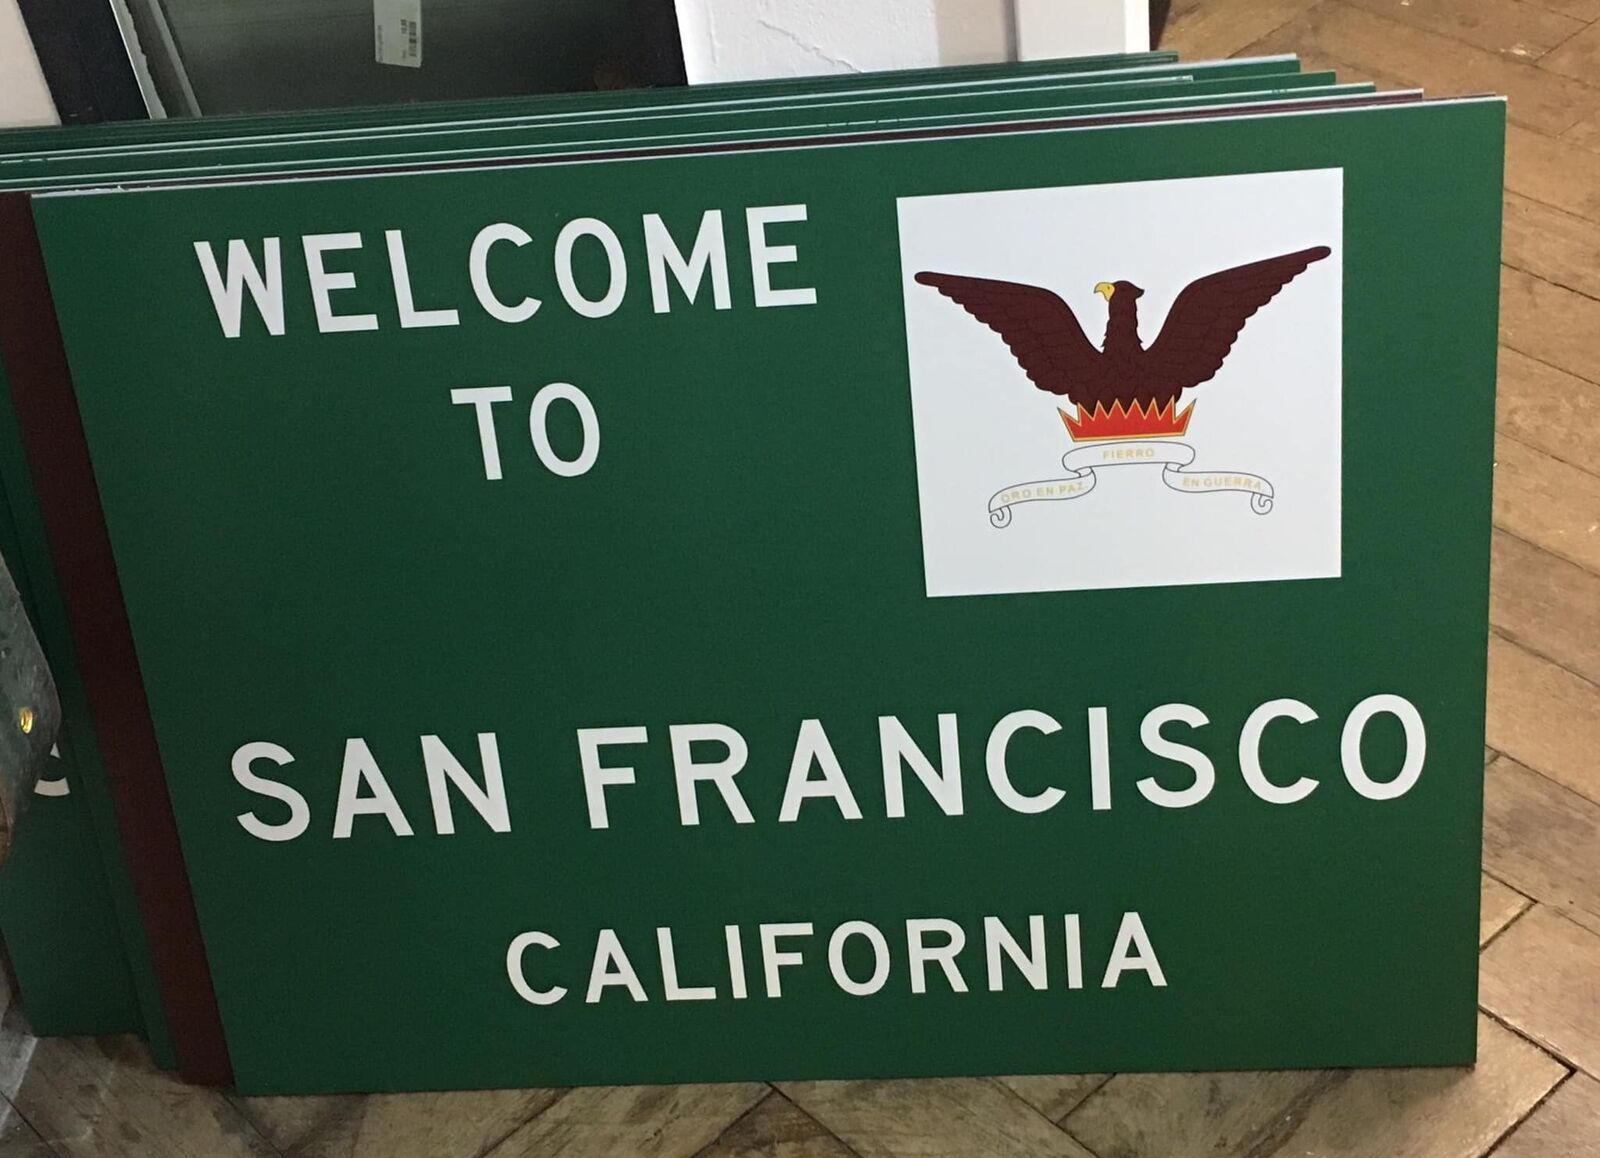 WELCOME
TO
FIERRO
ORO EN PAZ
EN GUERRA
SAN FRANCISCO
CALIFORNIA